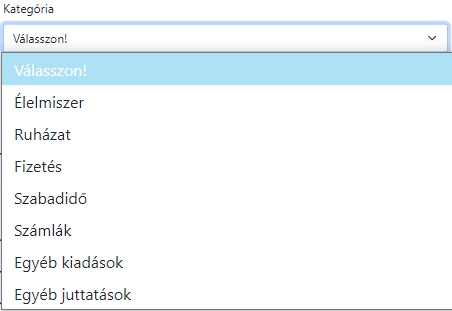 Kategória
Válasszon!
Válasszon!
Élelmiszer
Ruházat
Fizetés
Szabadidő
Számlák
Egyéb kiadások
Egyéb juttatások